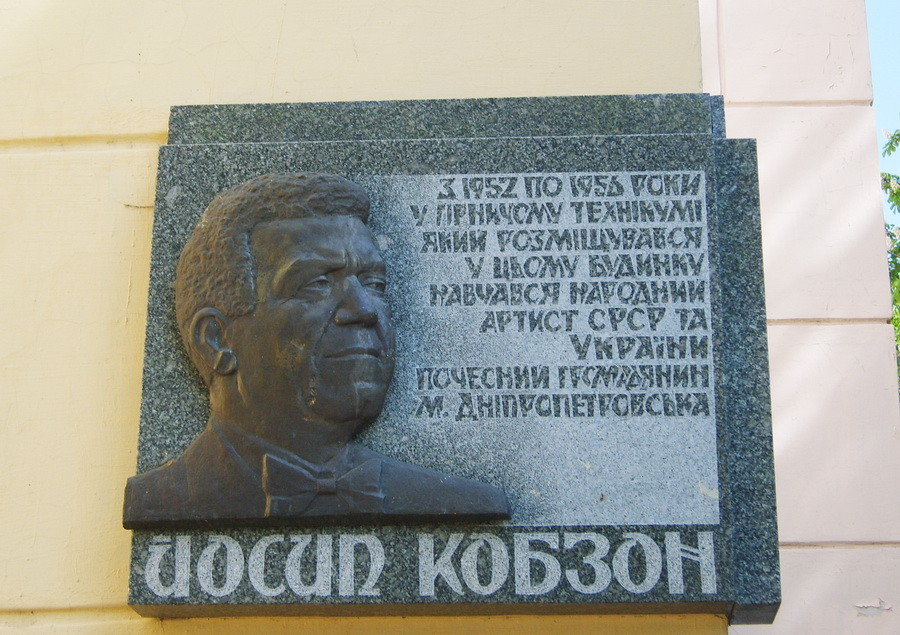 З 1952 ПО 1956 РОКИ
У ГІРНИЧОМУ ТЕХНІКУМІ
ЯКИЙ РОЗМІЩУВАВСЯ
У ЦЬОМУ БУДИНКУ
НАВЧАВСЯ НАРОДНИЙ
АРТИСТ СРСР ТА
УКРАЇНИ
ПОЧЕСНИЙ ГРОМАДЯНИН
М. ДНІПРОПЕТРОВСЬКА
ЙОСИП КОБЗОН